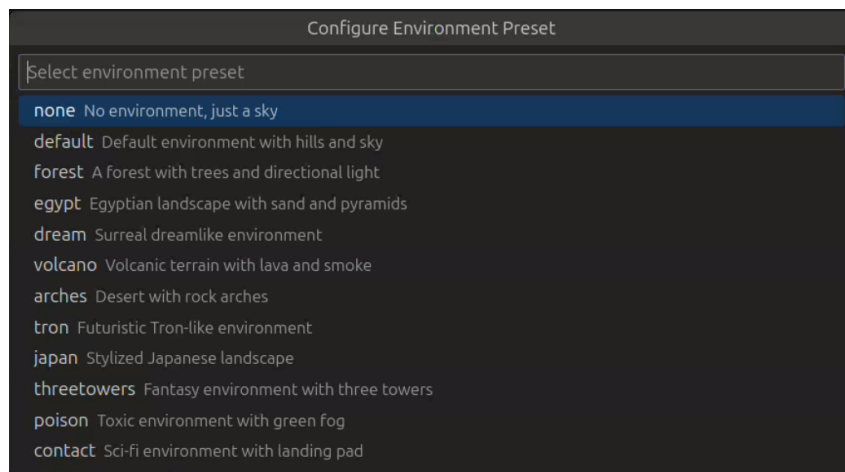 Configure Environment Preset
Select environment preset
none No environment, just a sky
default Default environment with hills and sky
forest A forest with trees and directional light
egypt Egyptian landscape with sand and pyramids
dream Surreal dreamlike environment
volcano Volcanic terrain with lava and smoke
arches Desert with rock arches
tron Futuristic Tron-like environment
japan Stylized Japanese landscape
threetowers Fantasy environment with three towers
poison Toxic environment with green fog
contact Sci-fi environment with landing pad